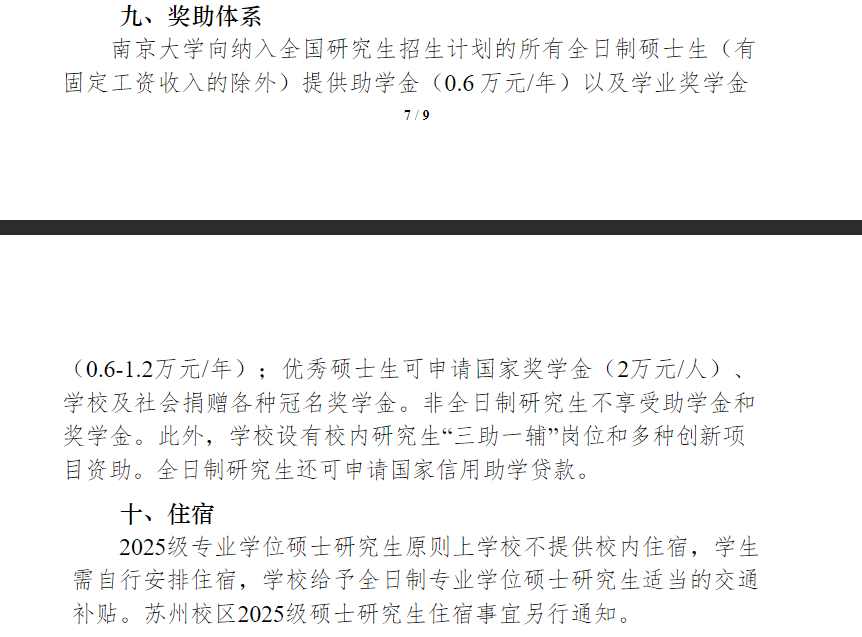 九、奖助体系
南京大学向纳入全国研究生招生计划的所有全日制硕士生（有
固定工资收入的除外）提供助学金（0.6 万元/年）以及学业奖学金
7 / 9
（0.6-1.2万元/年）；优秀硕士生可申请国家奖学金（2万元/人）、
学校及社会捐赠各种冠名奖学金。非全日制研究生不享受助学金和
奖学金。此外，学校设有校内研究生“三助一辅”岗位和多种创新项
目资助。全日制研究生还可申请国家信用助学贷款。
十、住宿
2025级专业学位硕士研究生原则上学校不提供校内住宿，学生
需自行安排住宿，学校给予全日制专业学位硕士研究生适当的交通
补贴。苏州校区2025级硕士研究生住宿事宜另行通知。